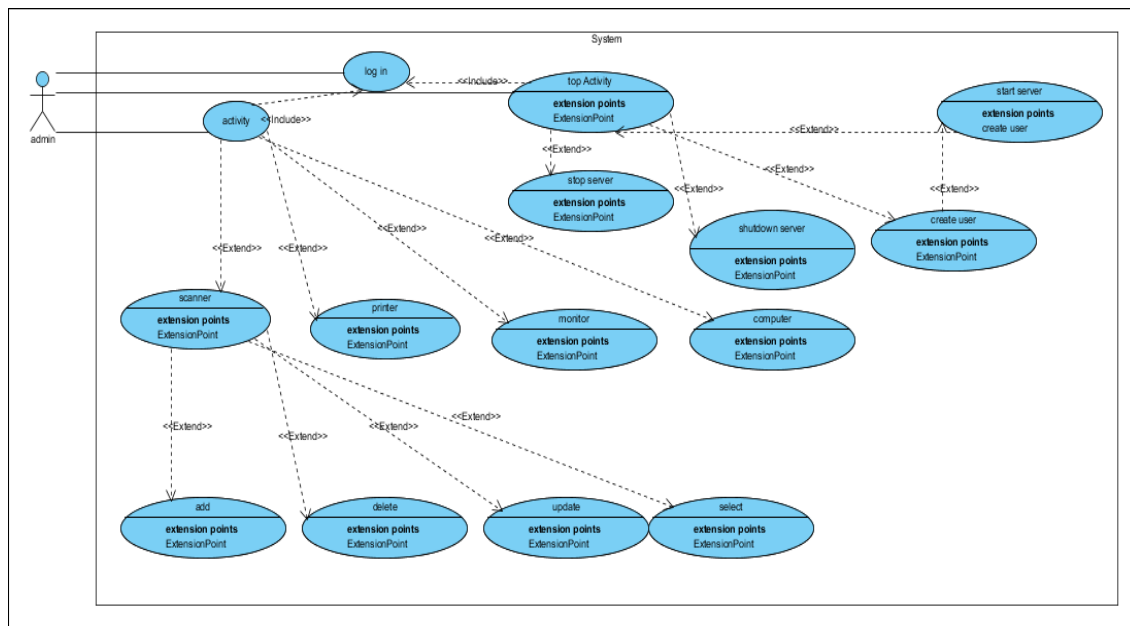 System
log in
<<Include>>
top Activity
extension points
ExtensionPoint
start server
extension points
create user
admin
activity
<<Include>>
<<Extend>>
<<Extend>>
<<Extend>>
<<Extend>>
<<Extend>>
stop server
extension points
ExtensionPoint
create user
extension points
ExtensionPoint
shutdown server
extension points
ExtensionPoint
<<Extend>>
<<Extend>>
<<Extend>>
<<Extend>>
scanner
extension points
ExtensionPoint
printer
extension points
ExtensionPoint
monitor
extension points
ExtensionPoint
computer
extension points
ExtensionPoint
<<Extend>>
<<Extend>>
<<Extend>>
<<Extend>>
add
extension points
ExtensionPoint
delete
extension points
ExtensionPoint
update
extension points
ExtensionPoint
select
extension points
ExtensionPoint